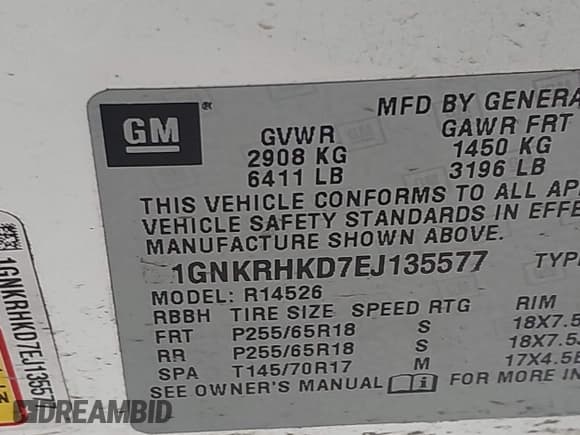 GM ®
MFD BY GENERA
GVWR
GAWR FRT
2908 KG
1450 KG
6411 LB
3196 LB
THIS VEHICLE CONFORMS TO ALL AP
VEHICLE SAFETY STANDARDS IN EFFE
MANUFACTURE SHOWN ABOVE.
1GNKRHKD7EJ135577 TYP
MODEL: R14526
RBBH TIRE SIZE SPEED RTG RIM
FRT P255/65R18 S 18X7.5
RR P255/65R18 S 18X7.5
SPA T145/70R17 M 17X4.5
SEE OWNER'S MANUAL FOR MORE IN
1GNKRHKD7EJ135577
DREAMBID